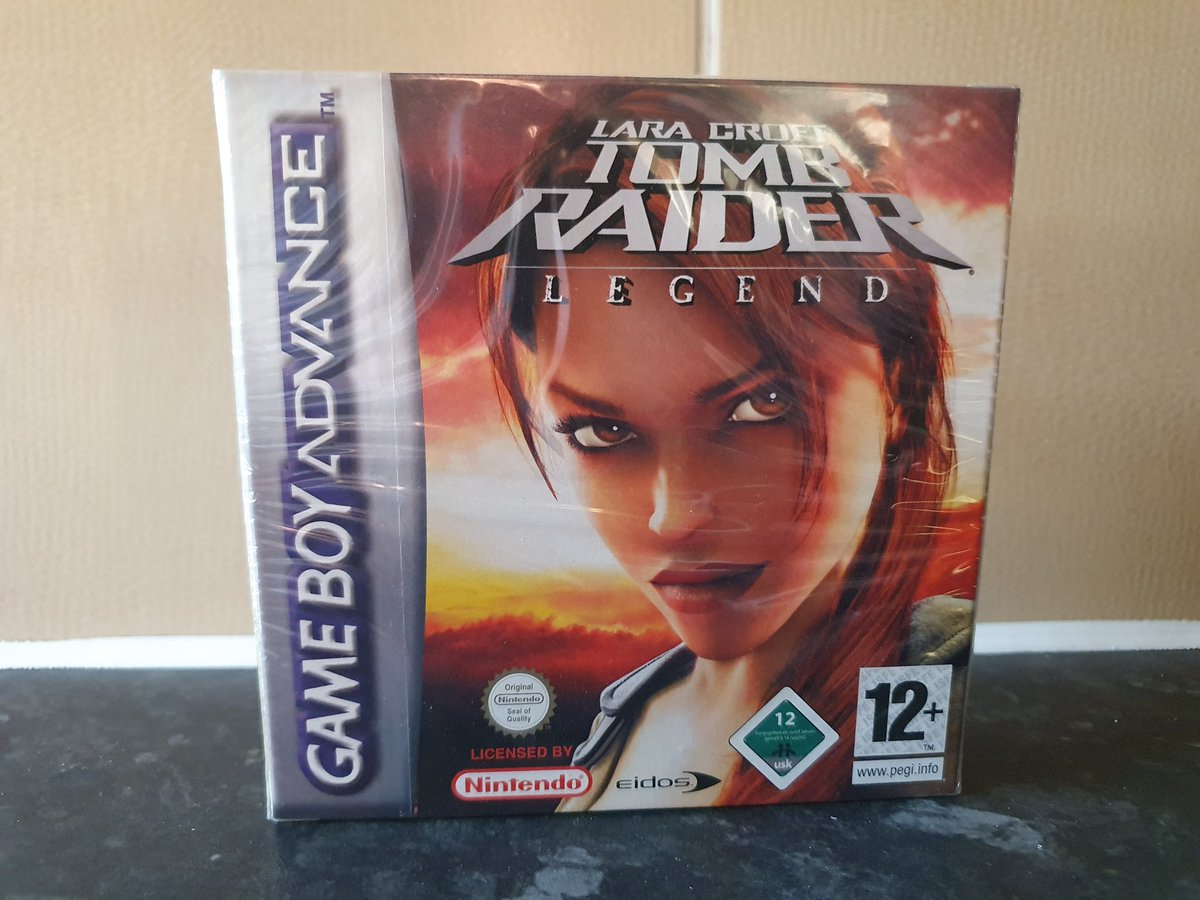 GAME BOY ADVANCE™
LARA CROFT
TOMB
RAIDER®
LEGEND
Original
Nintendo
Seal of
Quality
LICENSED BY
Nintendo®
eidos
12
usk
12+
TM
www.pegi.info